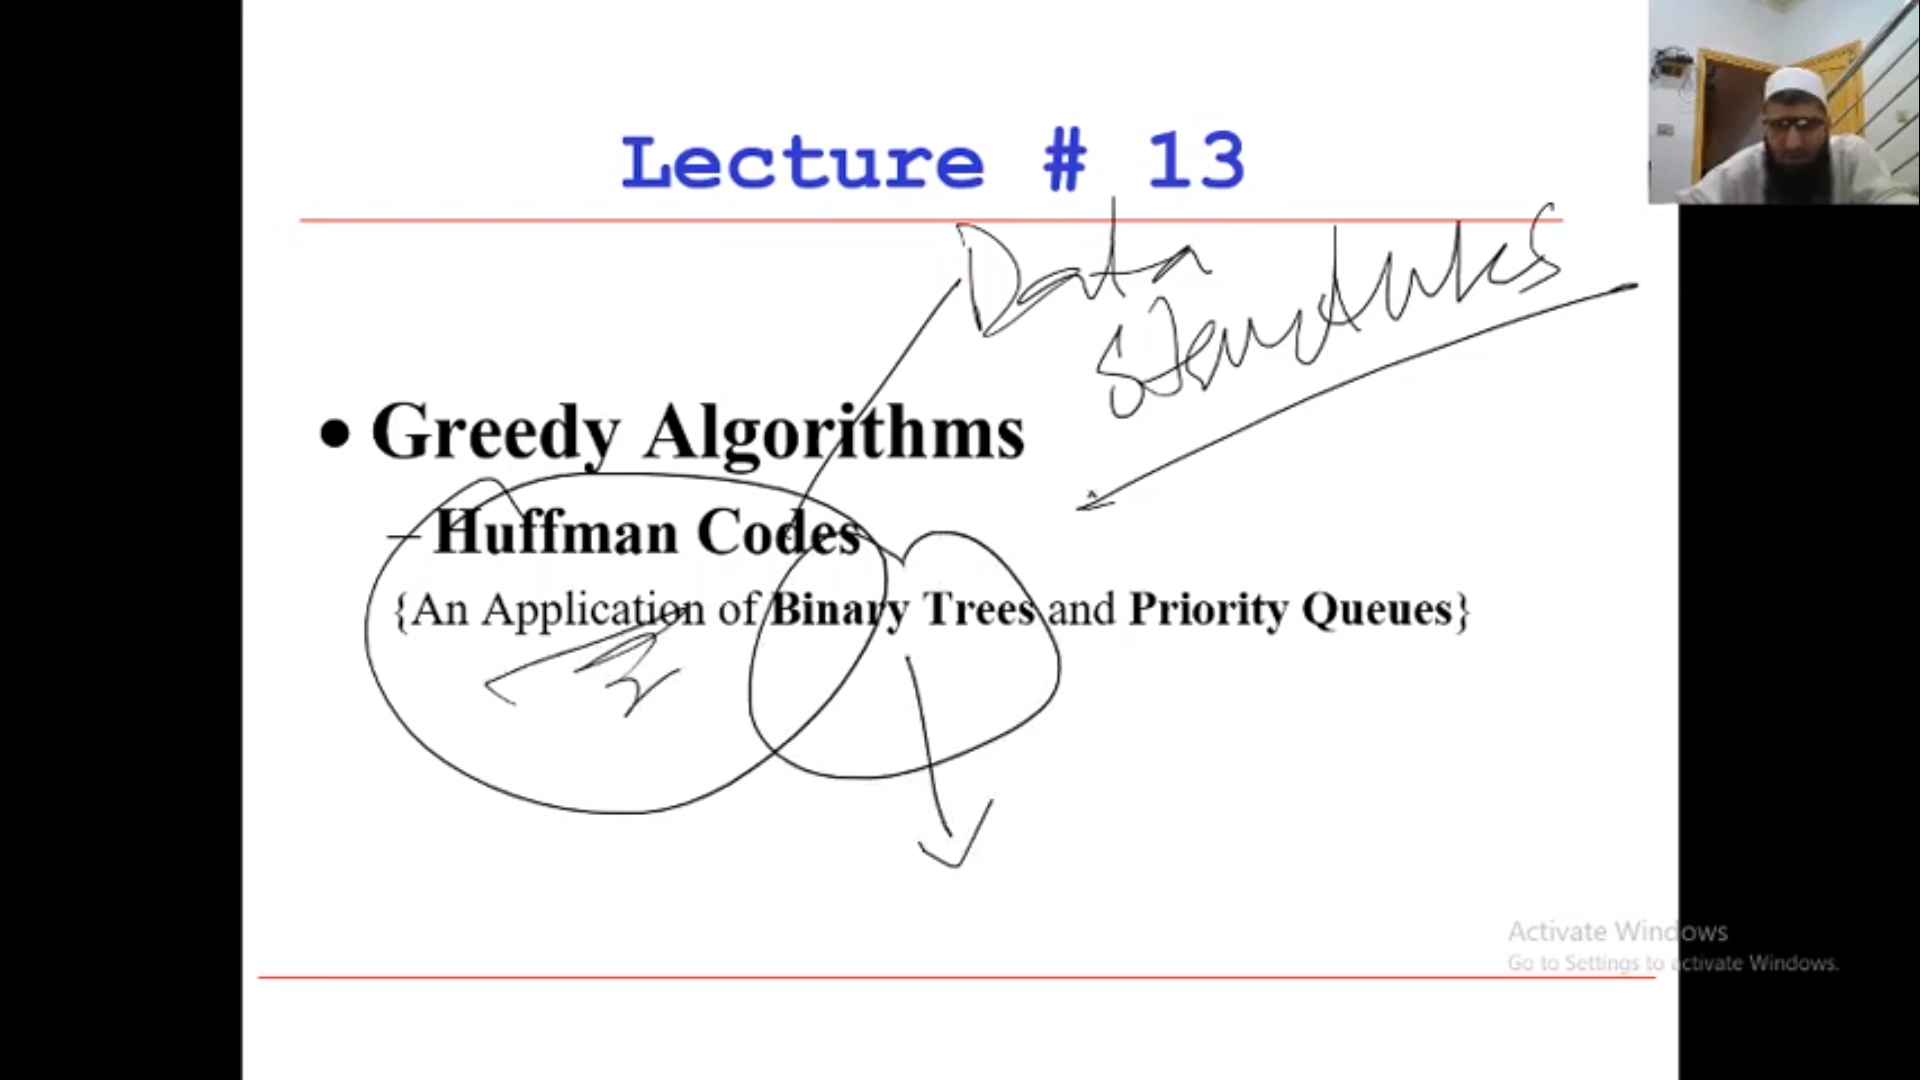 Lecture # 13
Data
structures
• Greedy Algorithms
– Huffman Codes
{An Application of Binary Trees and Priority Queues}
Activate Windows
Go to Settings to activate Windows.